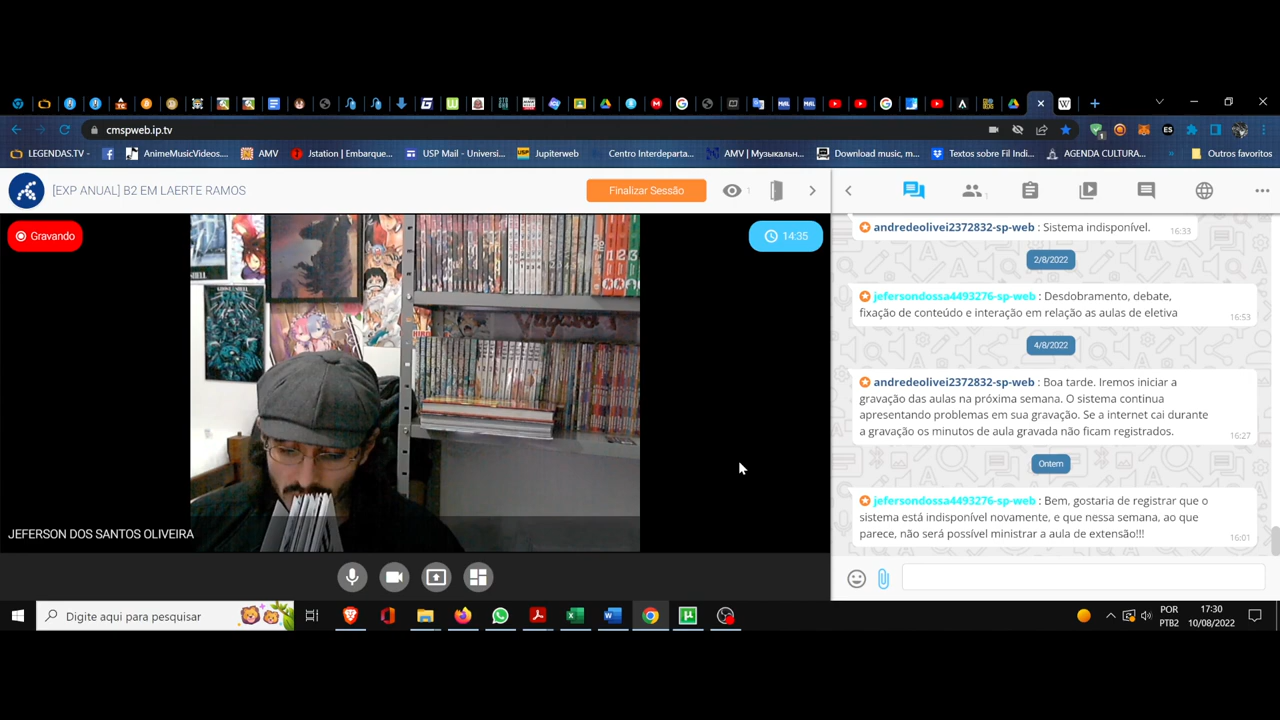 cmspweb.ip.tv
LEGENDAS.TV -
AnimeMusicVideos....
AMV
Jstation | Embarque...
USP Mail - Universi...
Jupiterweb
Centro Interdeparta...
AMV | Музыкальн...
Download music, m...
Textos sobre Fil Indi...
AGENDA CULTURA...
»
Outros favoritos
[EXP ANUAL] B2 EM LAERTE RAMOS
Finalizar Sessão
1
1
Gravando
14:35
JEFERSON DOS SANTOS OLIVEIRA
andredeolivei2372832-sp-web : Sistema indisponível.
16:33
2/8/2022
jefersondossa4493276-sp-web : Desdobramento, debate,
fixação de conteúdo e interação em relação as aulas de eletiva
16:53
4/8/2022
andredeolivei2372832-sp-web : Boa tarde. Iremos iniciar a
gravação das aulas na próxima semana. O sistema continua
apresentando problemas em sua gravação. Se a internet cai durante
a gravação os minutos de aula gravada não ficam registrados.
16:27
Ontem
jefersondossa4493276-sp-web : Bem, gostaria de registrar que o
sistema está indisponível novamente, e que nessa semana, ao que
parece, não será possível ministrar a aula de extensão!!!
16:01
Digite aqui para pesquisar
POR
PTB2
17:30
10/08/2022